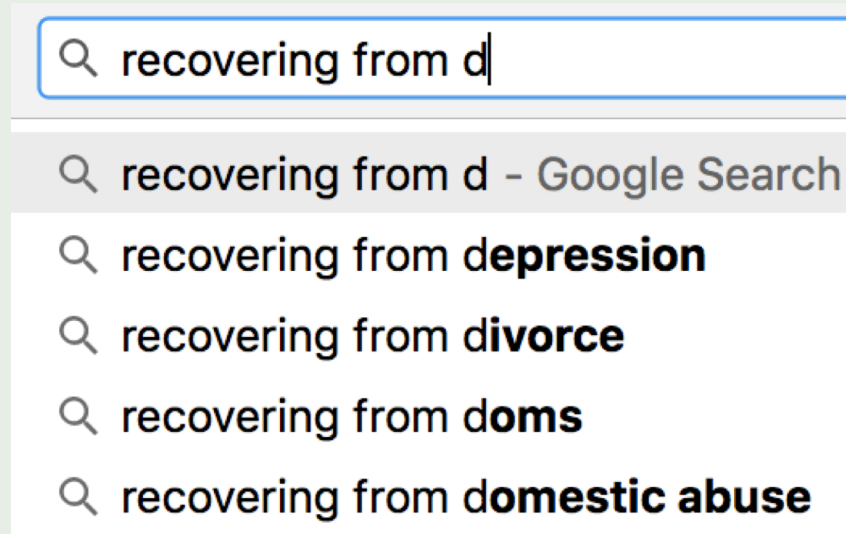 recovering from d
recovering from d - Google Search
recovering from depression
recovering from divorce
recovering from doms
recovering from domestic abuse